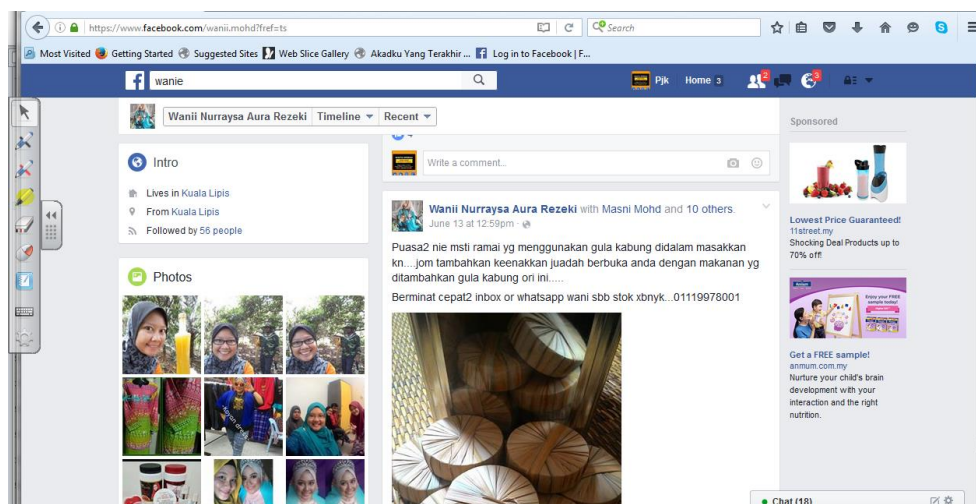 https://www.facebook.com/wanii.mohd?fref=ts
Search
Most Visited Getting Started Suggested Sites Web Slice Gallery Akadku Yang Terakhir ... Log in to Facebook | F...
wanie
Pjk Home 3
2
3
Wanii Nurraysa Aura Rezeki Timeline Recent
Intro
Lives in Kuala Lipis
From Kuala Lipis
Followed by 56 people
Photos
Write a comment...
Wanii Nurraysa Aura Rezeki with Masni Mohd and 10 others.
June 13 at 12:59pm ·
Puasa2 nie msti ramai yg menggunakan gula kabung didalam masakkan
kn....jom tambahkan keenakkan juadah berbuka anda dengan makanan yg
ditambahkan gula kabung ori ini.....
Berminat cepat2 inbox or whatsapp wani sbb stok xbnyk...01119978001
Sponsored
Lowest Price Guaranteed!
11street.my
Shocking Deal Products up to
70% off!
Enjoy your FREE
sample today!
Get a FREE sample!
anmum.com.my
Nurture your child's brain
development with your
interaction and the right
nutrition.
Chat (18)